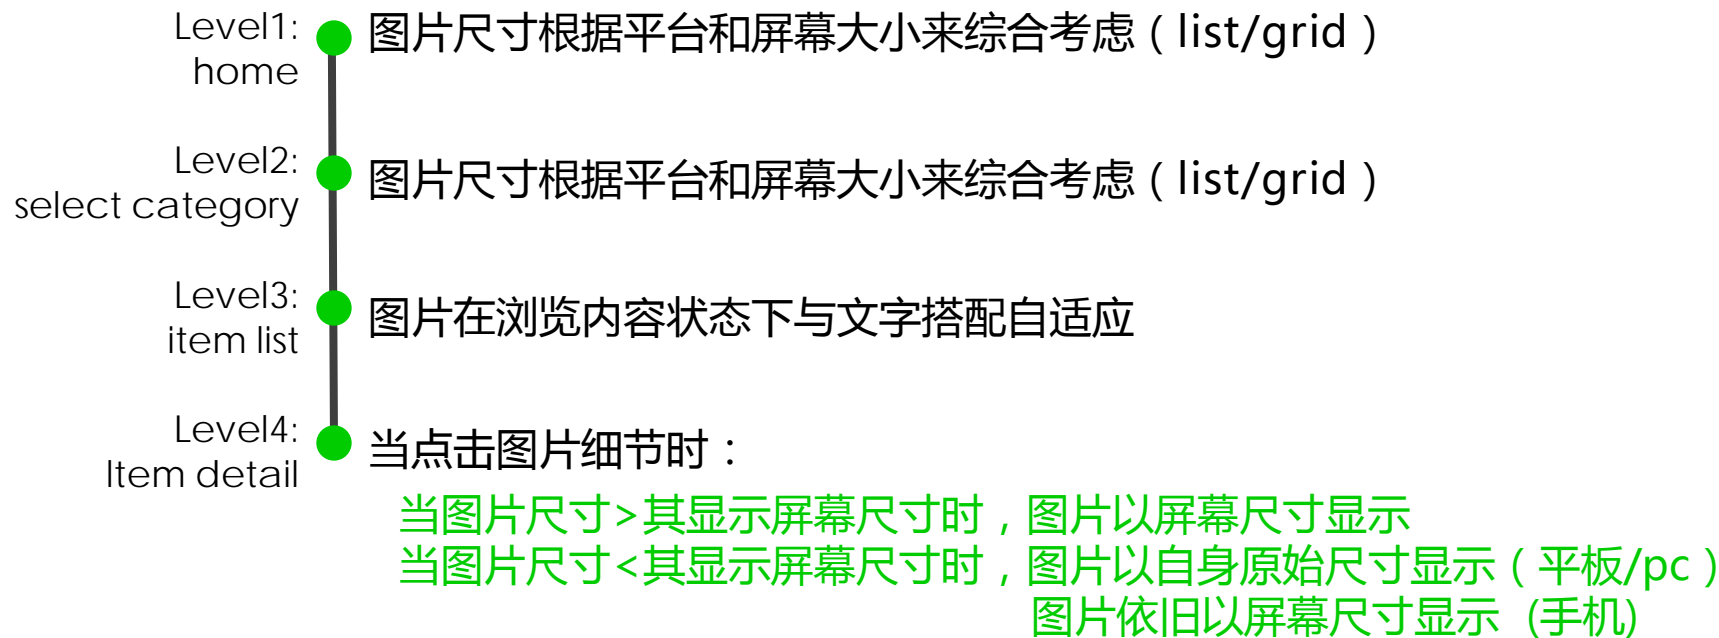 Level1:
home
图片尺寸根据平台和屏幕大小来综合考虑（list/grid）
Level2:
select category
图片尺寸根据平台和屏幕大小来综合考虑（list/grid）
Level3:
item list
图片在浏览内容状态下与文字搭配自适应
Level4:
Item detail
当点击图片细节时：
当图片尺寸>其显示屏幕尺寸时，图片以屏幕尺寸显示
当图片尺寸<其显示屏幕尺寸时，图片以自身原始尺寸显示（平板/pc）
图片依旧以屏幕尺寸显示 (手机)